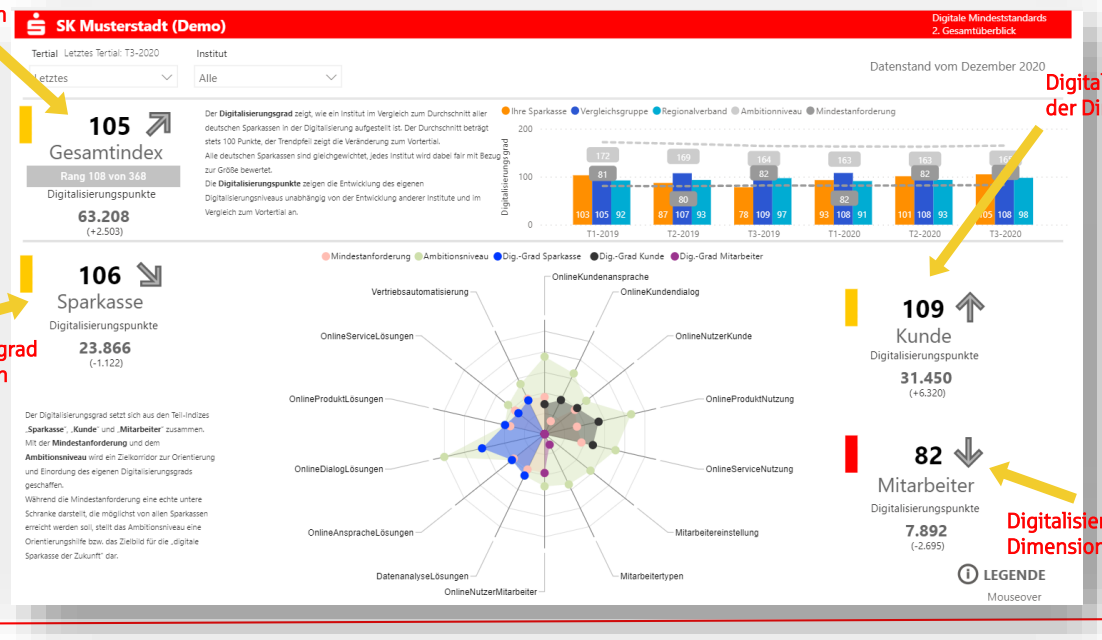 SK Musterstadt (Demo)
Digitale Mindeststandards
2. Gesamtüberblick
Tertial Letztes Tertial: T3-2020
Institut
Letztes
Alle
Datenstand vom Dezember 2020
105
Gesamtindex
Rang 108 von 368
Digitalisierungspunkte
63.208
(+2.503)
Der Digitalisierungsgrad zeigt, wie ein Institut im Vergleich zum Durchschnitt aller
deutschen Sparkassen in der Digitalisierung aufgestellt ist. Der Durchschnitt beträgt
stets 100 Punkte, der Trendpfeil zeigt die Veränderung zum Vortertial.
Alle deutschen Sparkassen sind gleichgewichtet, jedes Institut wird dabei fair mit Bezug
zur Größe bewertet.
Die Digitalisierungspunkte zeigen die Entwicklung des eigenen
Digitalisierungsniveaus unabhängig von der Entwicklung anderer Institute und im
Vergleich zum Vortertial an.
Ihre Sparkasse Vergleichsgruppe Regionalverband Ambitionniveau Mindestanforderung
Digitalisierungsgrad
200
100
0
172 169 164 163 163
81 80 82 82 82
103 105 92 87 107 93 78 109 97 93 108 91 101 108 93 105 108 98
T1-2019 T2-2019 T3-2019 T1-2020 T2-2020 T3-2020
Digital
der Di
106
Sparkasse
Digitalisierungspunkte
23.866
(-1.122)
grad
n
Der Digitalisierungsgrad setzt sich aus den Teil-Indizes
„Sparkasse“, „Kunde“ und „Mitarbeiter“ zusammen.
Mit der Mindestanforderung und dem
Ambitionsniveau wird ein Zielkorridor zur Orientierung
und Einordung des eigenen Digitalisierungsgrads
geschaffen.
Während die Mindestanforderung eine echte untere
Schranke darstellt, die möglichst von allen Sparkassen
erreicht werden soll, stellt das Ambitionsniveau eine
Orientierungshilfe bzw. das Zielbild für die „digitale
Sparkasse der Zukunft“ dar.
Mindestanforderung Ambitionsniveau Dig.-Grad Sparkasse Dig.-Grad Kunde Dig.-Grad Mitarbeiter
OnlineKundenansprache
OnlineKundendialog
OnlineNutzerKunde
OnlineProduktNutzung
OnlineServiceNutzung
Mitarbeitereinstellung
Mitarbeitertypen
OnlineNutzerMitarbeiter
DatenanalyseLösungen
OnlineAnspracheLösungen
OnlineDialogLösungen
OnlineProduktLösungen
OnlineServiceLösungen
Vertriebsautomatisierung
109
Kunde
Digitalisierungspunkte
31.450
(+6.320)
82
Mitarbeiter
Digitalisierungspunkte
7.892
(-2.695)
Digitalisier
Dimension
LEGENDE
Mouseover